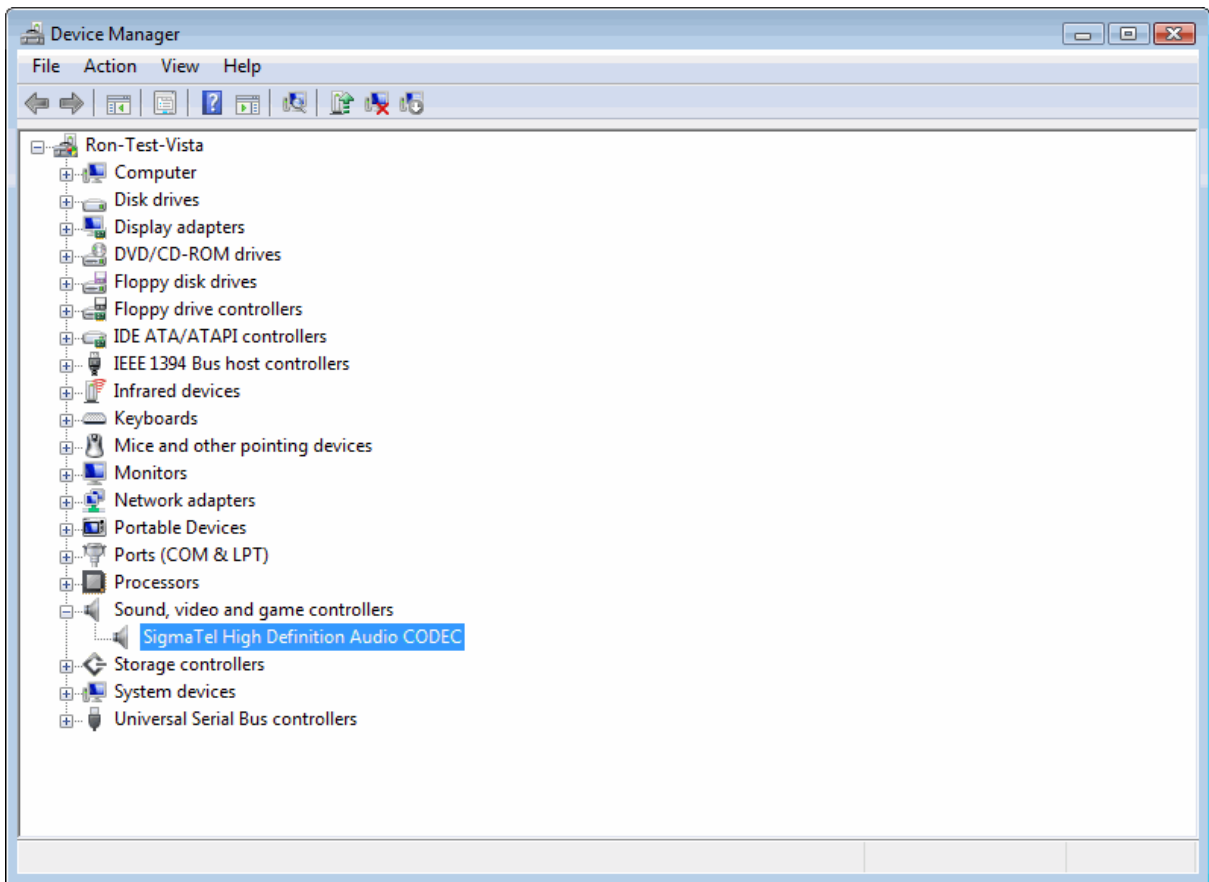 Device Manager
File Action View Help
Ron-Test-Vista
Computer
Disk drives
Display adapters
DVD/CD-ROM drives
Floppy disk drives
Floppy drive controllers
IDE ATA/ATAPI controllers
IEEE 1394 Bus host controllers
Infrared devices
Keyboards
Mice and other pointing devices
Monitors
Network adapters
Portable Devices
Ports (COM & LPT)
Processors
Sound, video and game controllers
SigmaTel High Definition Audio CODEC
Storage controllers
System devices
Universal Serial Bus controllers